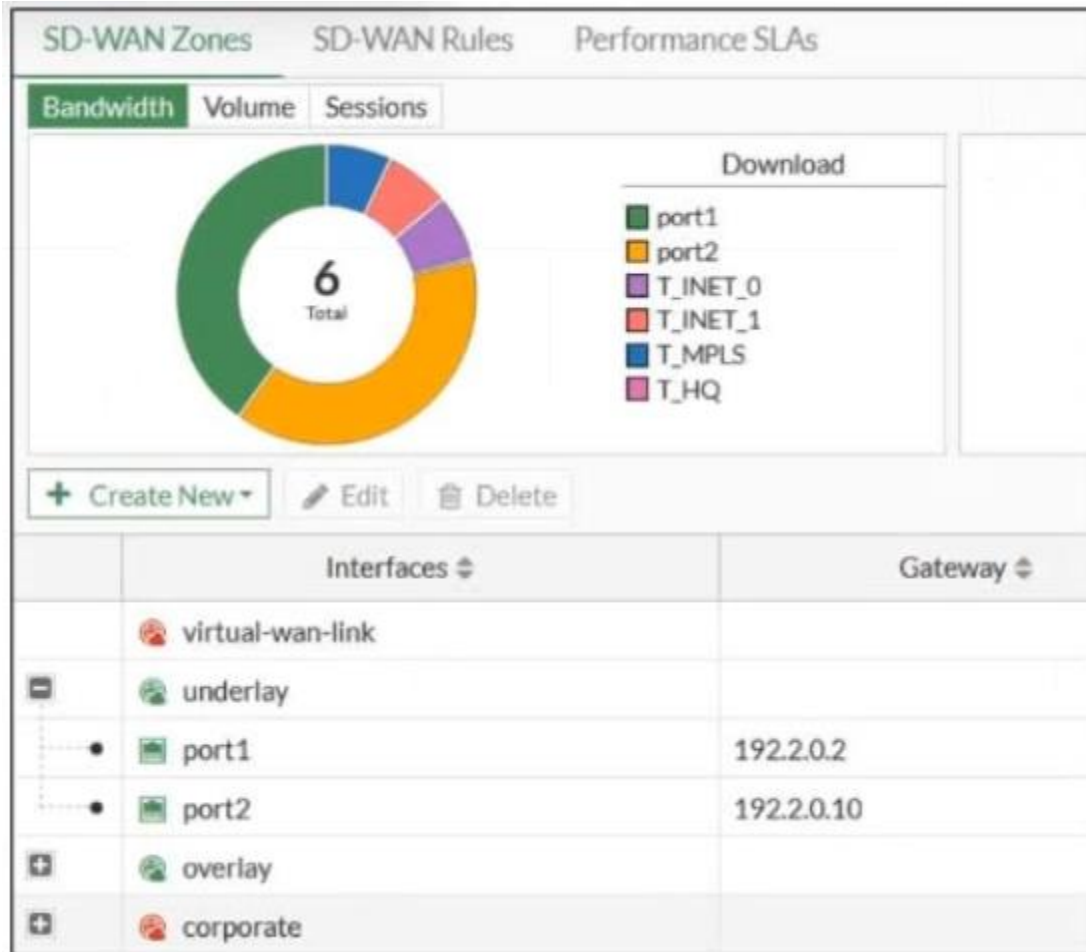 SD-WAN Zones SD-WAN Rules Performance SLAs
Bandwidth Volume Sessions
Download
port1
port2
T_INET_0
T_INET_1
T_MPLS
T_HQ
6
Total
+ Create New Edit Delete
Interfaces Gateway
virtual-wan-link
underlay
port1 192.2.0.2
port2 192.2.0.10
overlay
corporate